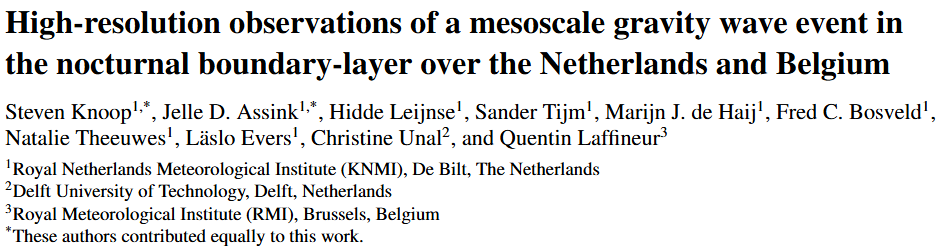 High-resolution observations of a mesoscale gravity wave event in
the nocturnal boundary-layer over the Netherlands and Belgium
Steven Knoop1,*, Jelle D. Assink1,*, Hidde Leijnse1, Sander Tijm1, Marijn J. de Haij1, Fred C. Bosveld1,
Natalie Theeuwes1, Läslo Evers1, Christine Unal2, and Quentin Laffineur3
1Royal Netherlands Meteorological Institute (KNMI), De Bilt, The Netherlands
2Delft University of Technology, Delft, Netherlands
3Royal Meteorological Institute (RMI), Brussels, Belgium
*These authors contributed equally to this work.